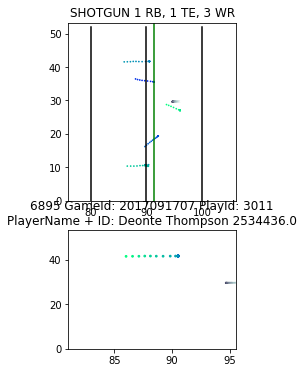 SHOTGUN 1 RB, 1 TE, 3 WR
50
40
30
20
10
0
80 90 100
6895 GameId: 2017091707 PlayId: 3011
PlayerName + ID: Deonte Thompson 2534436.0
40
20
0
85 90 95